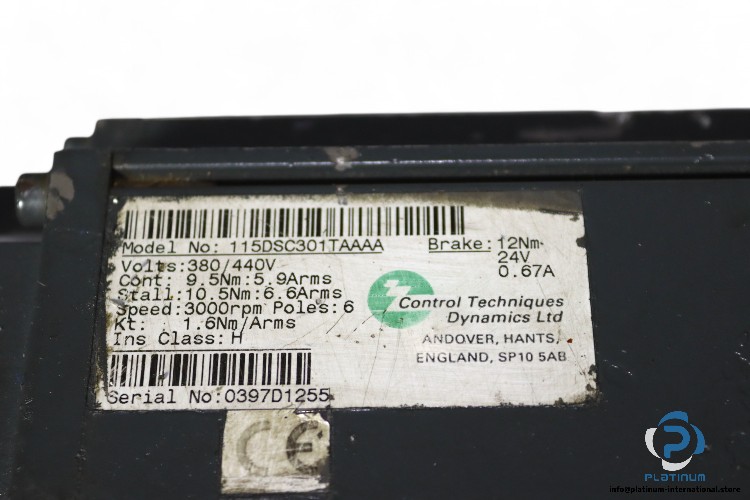 Model No: 115DSC301TAAAA
Brake: 12Nm
24V
0.67A
Volts: 380/440V
Cont: 9.5Nm: 5.9Arms
Stall: 10.5Nm: 6.6Arms
Speed: 3000rpm Poles: 6
Kt: 1.6Nm/Arms
Ins Class: H
Control Techniques
Dynamics Ltd
ANDOVER, HANTS,
ENGLAND, SP10 5AB
Serial No: 0397D1255
CE
PLATINUM
info@platinum-international.store